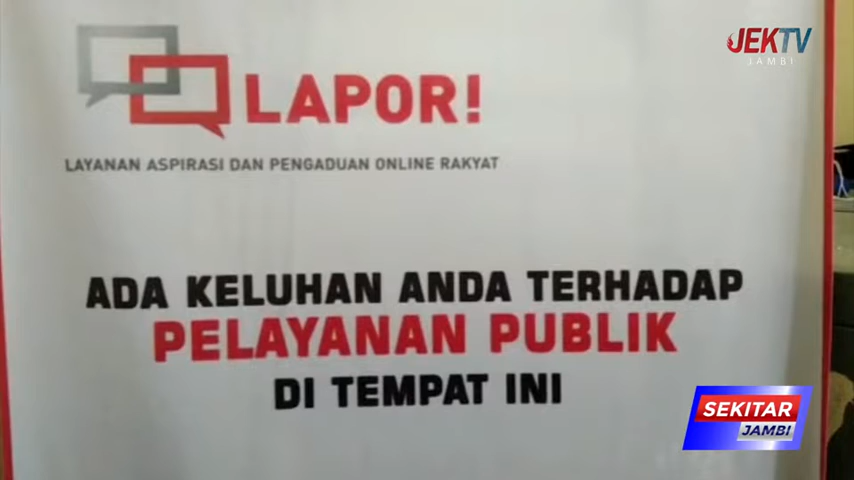 JEKTV
JAMBI
LAPOR!
LAYANAN ASPIRASI DAN PENGADUAN ONLINE RAKYAT
ADA KELUHAN ANDA TERHADAP
PELAYANAN PUBLIK
DI TEMPAT INI
SEKITAR
JAMBI